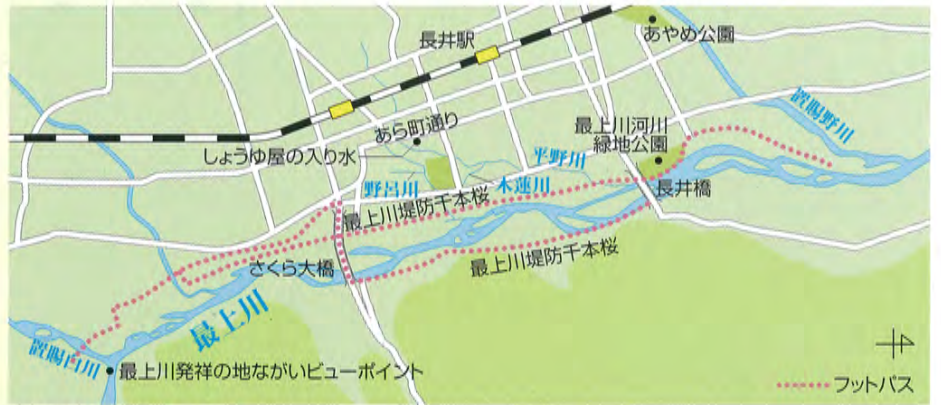 あやめ公園
長井駅
置賜野川
あら町通り
最上川河川
緑地公園
しょうゆ屋の入り水
平野川
野呂川
木蓮川
長井橋
最上川堤防千本桜
さくら大橋
最上川堤防千本桜
最上川
置賜白川
最上川発祥の地ながいビューポイント
フットパス